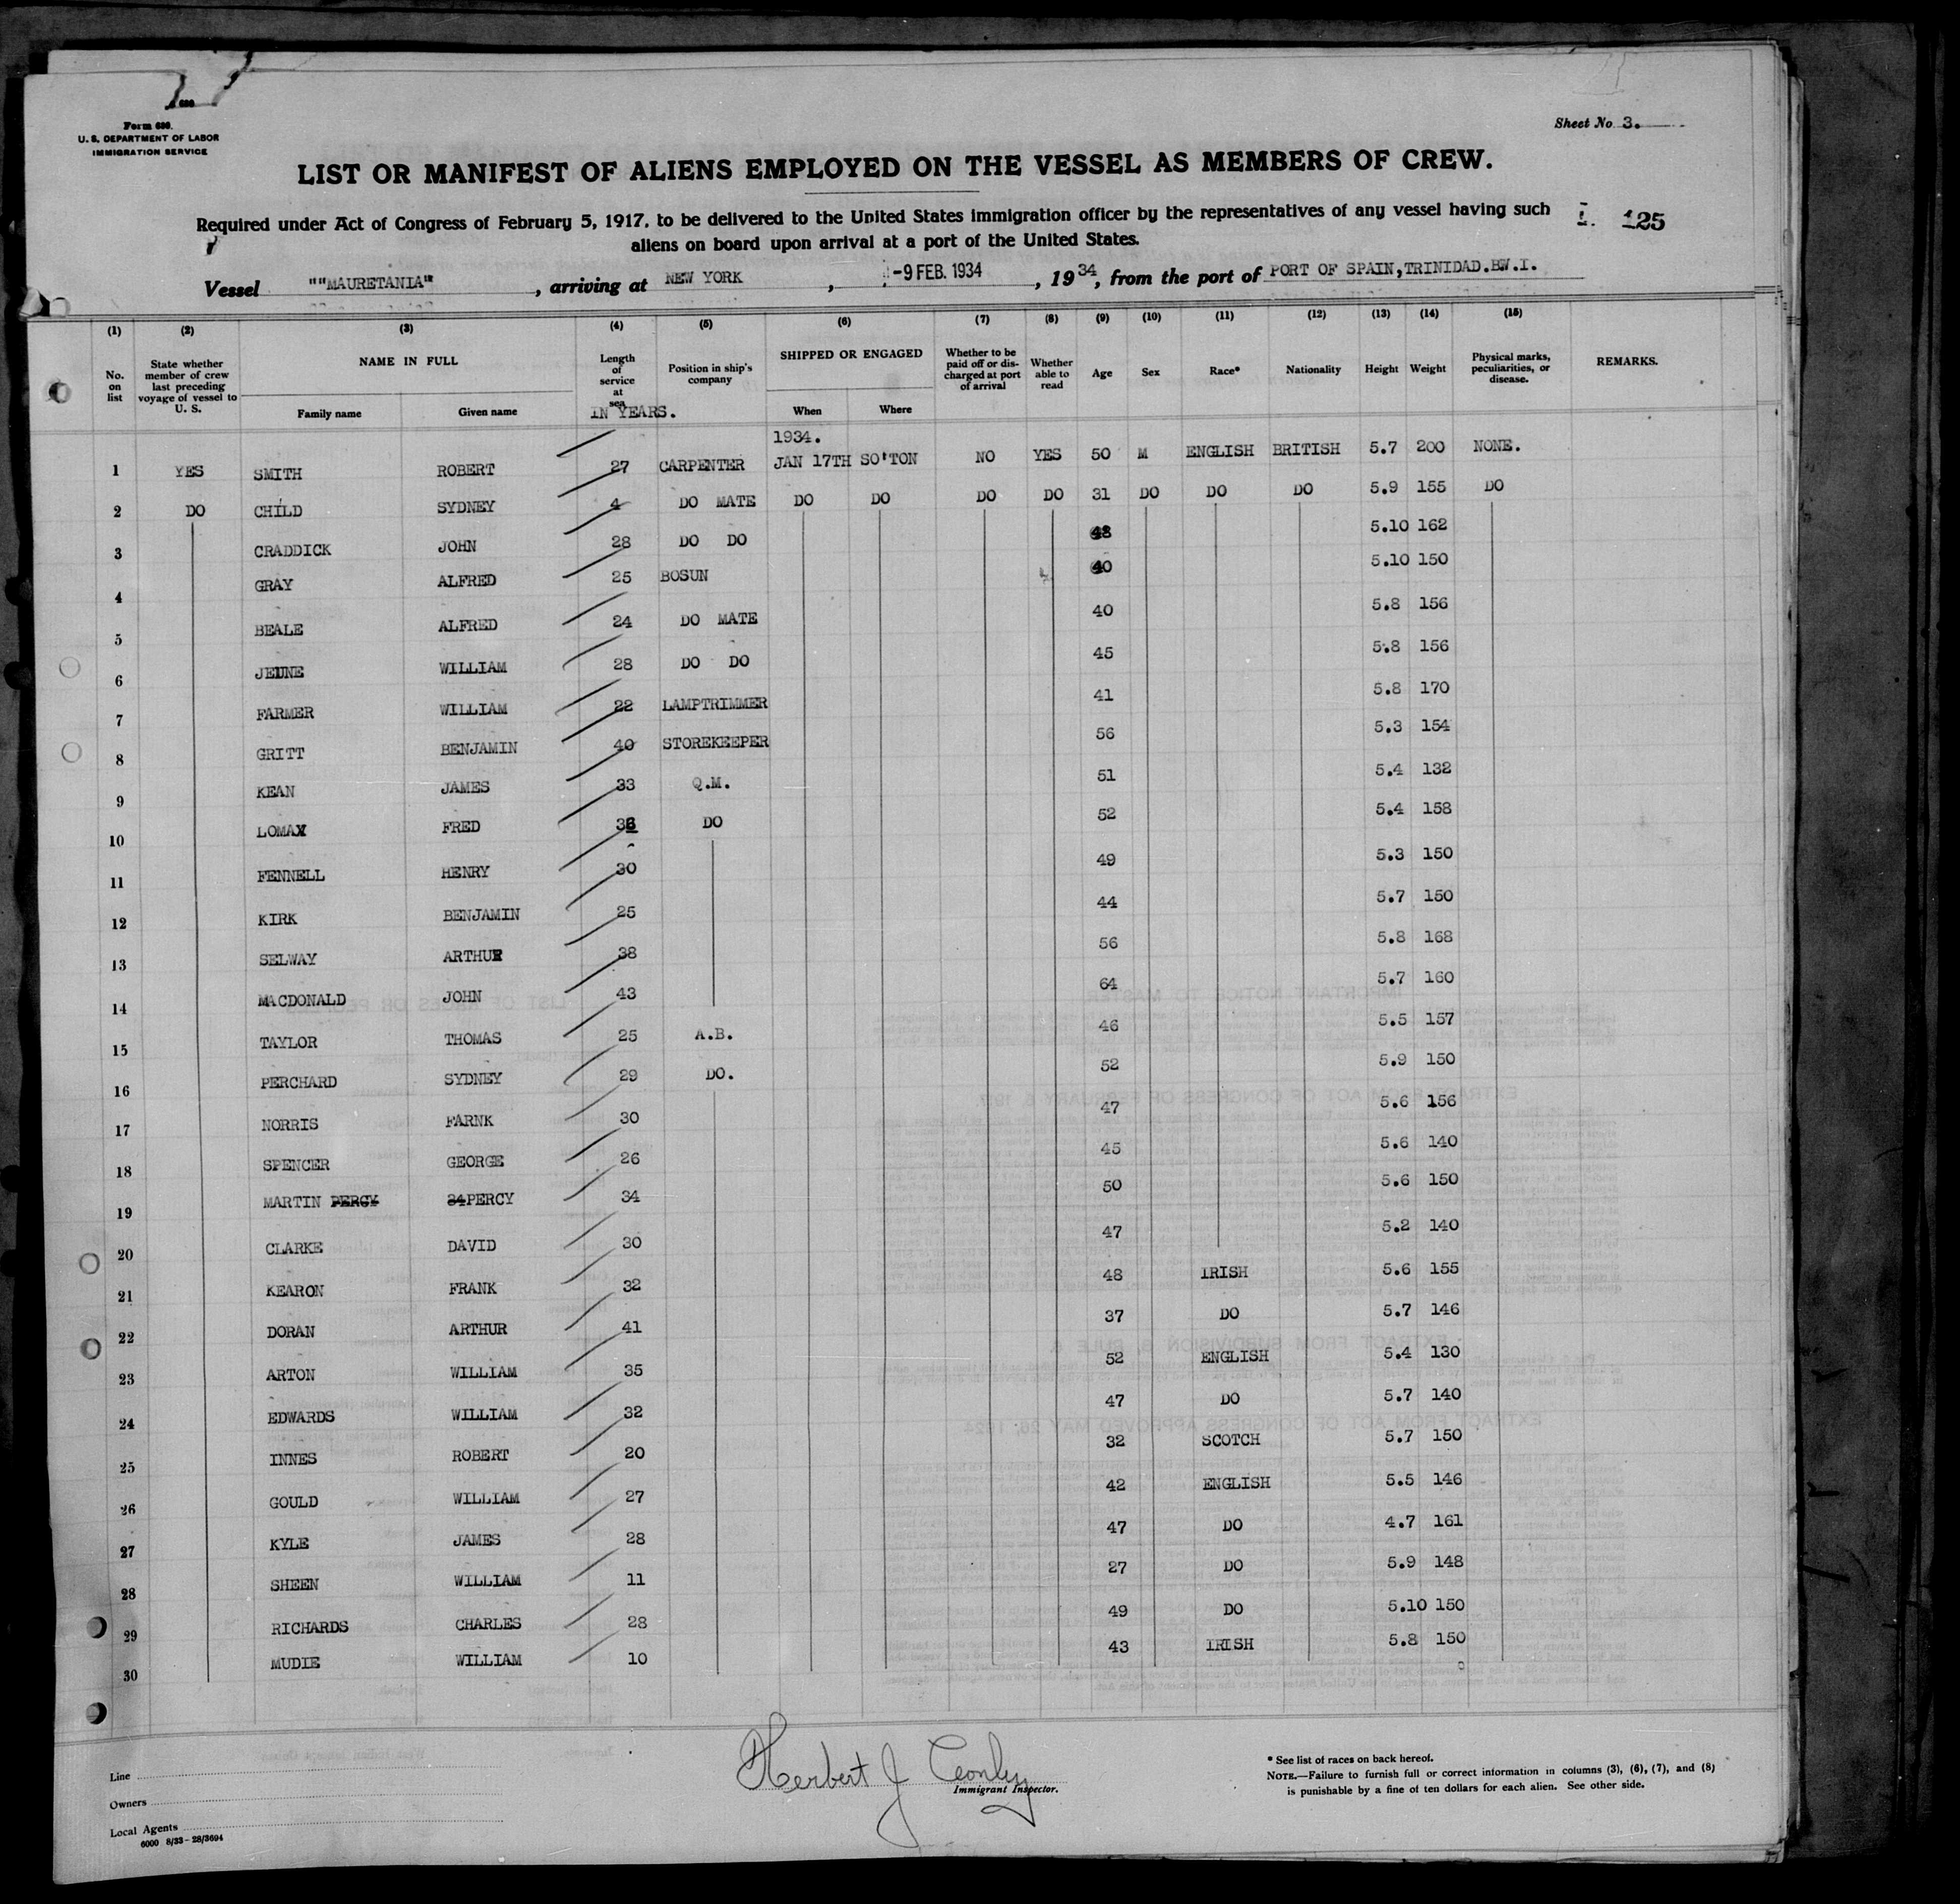 Form 680.
U. S. DEPARTMENT OF LABOR
IMMIGRATION SERVICE
Sheet No 3.
LIST OR MANIFEST OF ALIENS EMPLOYED ON THE VESSEL AS MEMBERS OF CREW.
Required under Act of Congress of February 5, 1917, to be delivered to the United States immigration officer by the representatives of any vessel having such
aliens on board upon arrival at a port of the United States.
125
Vessel ""MAURETANIA", arriving at NEW YORK, -9 FEB. 1934, 1934, from the port of PORT OF SPAIN,TRINIDAD.BW.I.
(1) (2) (3) (4) (5) (6) (7) (8) (9) (10) (11) (12) (13) (14) (15)
No. on list State whether member of crew last preceding voyage of vessel to U. S. NAME IN FULL Family name Given name Length of service at sea IN YEARS. Position in ship's company SHIPPED OR ENGAGED When Where Whether to be paid off or discharged at port of arrival Whether able to read Age Sex Race* Nationality Height Weight Physical marks, peculiarities, or disease. REMARKS.
1934.
1 YES SMITH ROBERT 27 CARPENTER JAN 17TH SO'TON NO YES 50 M ENGLISH BRITISH 5.7 200 NONE.
2 DO CHILD SYDNEY 4 DO MATE DO DO DO DO 31 DO DO DO 5.9 155 DO
3 CRADDICK JOHN 28 DO DO 48 5.10 162
4 GRAY ALFRED 25 BOSUN 40 5.10 150
5 BEALE ALFRED 24 DO MATE 40 5.8 156
6 JEUNE WILLIAM 28 DO DO 45 5.8 156
7 FARMER WILLIAM 22 LAMPTRIMMER 41 5.8 170
8 GRITT BENJAMIN 40 STOREKEEPER 56 5.3 154
9 KEAN JAMES 33 Q.M. 51 5.4 132
10 LOMAX FRED 36 DO 52 5.4 158
11 FENNELL HENRY 30 49 5.3 150
12 KIRK BENJAMIN 25 44 5.7 150
13 SELWAY ARTHUR 38 56 5.8 168
14 MACDONALD JOHN 43 64 5.7 160
15 TAYLOR THOMAS 25 A.B. 46 5.5 157
16 PERCHARD SYDNEY 29 DO. 52 5.9 150
17 NORRIS FARNK 30 47 5.6 156
18 SPENCER GEORGE 26 45 5.6 140
19 MARTIN PERCY 34PERCY 34 50 5.6 150
20 CLARKE DAVID 30 47 5.2 140
21 KEARON FRANK 32 48 IRISH 5.6 155
22 DORAN ARTHUR 41 37 DO 5.7 146
23 ARTON WILLIAM 35 52 ENGLISH 5.4 130
24 EDWARDS WILLIAM 32 47 DO 5.7 140
25 INNES ROBERT 20 32 SCOTCH 5.7 150
26 GOULD WILLIAM 27 42 ENGLISH 5.5 146
27 KYLE JAMES 28 47 DO 4.7 161
28 SHEEN WILLIAM 11 27 DO 5.9 148
29 RICHARDS CHARLES 28 49 DO 5.10 150
30 MUDIE WILLIAM 10 43 IRISH 5.8 150
Herbert J
Immigrant Inspector.
Line
Owners
Local Agents
6000 8/33-28/3694
* See list of races on back hereof.
NOTE.—Failure to furnish full or correct information in columns (3), (6), (7), and (8)
is punishable by a fine of ten dollars for each alien. See other side.